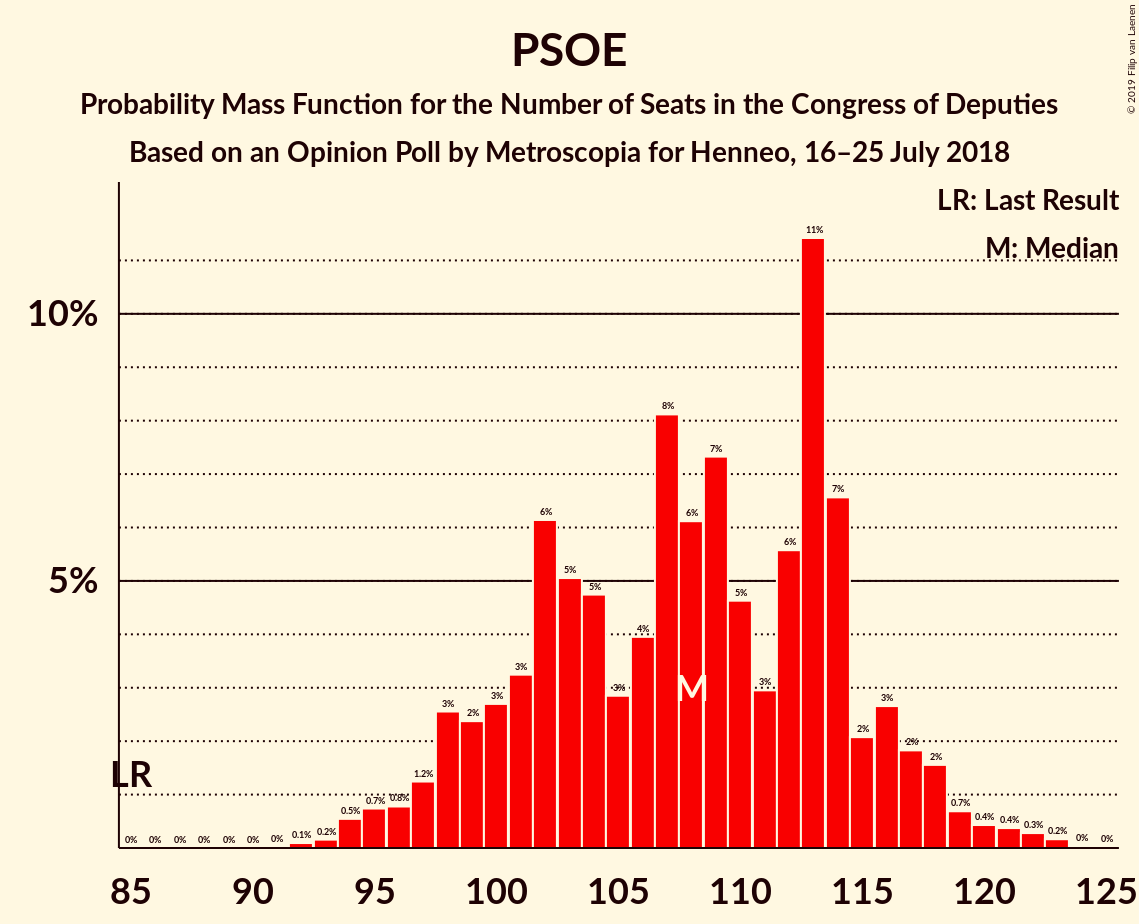 PSOE
Probability Mass Function for the Number of Seats in the Congress of Deputies
Based on an Opinion Poll by Metroscopia for Henneo, 16–25 July 2018
© 2019 Filip van Laenen
LR: Last Result
M: Median
10%
5%
LR
M
0% 0% 0% 0% 0% 0% 0% 0.1% 0.2% 0.5% 0.7% 0.8% 1.2% 3% 2% 3% 3% 6% 5% 5% 3% 4% 8% 6% 7% 5% 3% 6% 11% 7% 2% 3% 2% 2% 0.7% 0.4% 0.4% 0.3% 0.2% 0% 0%
85 90 95 100 105 110 115 120 125